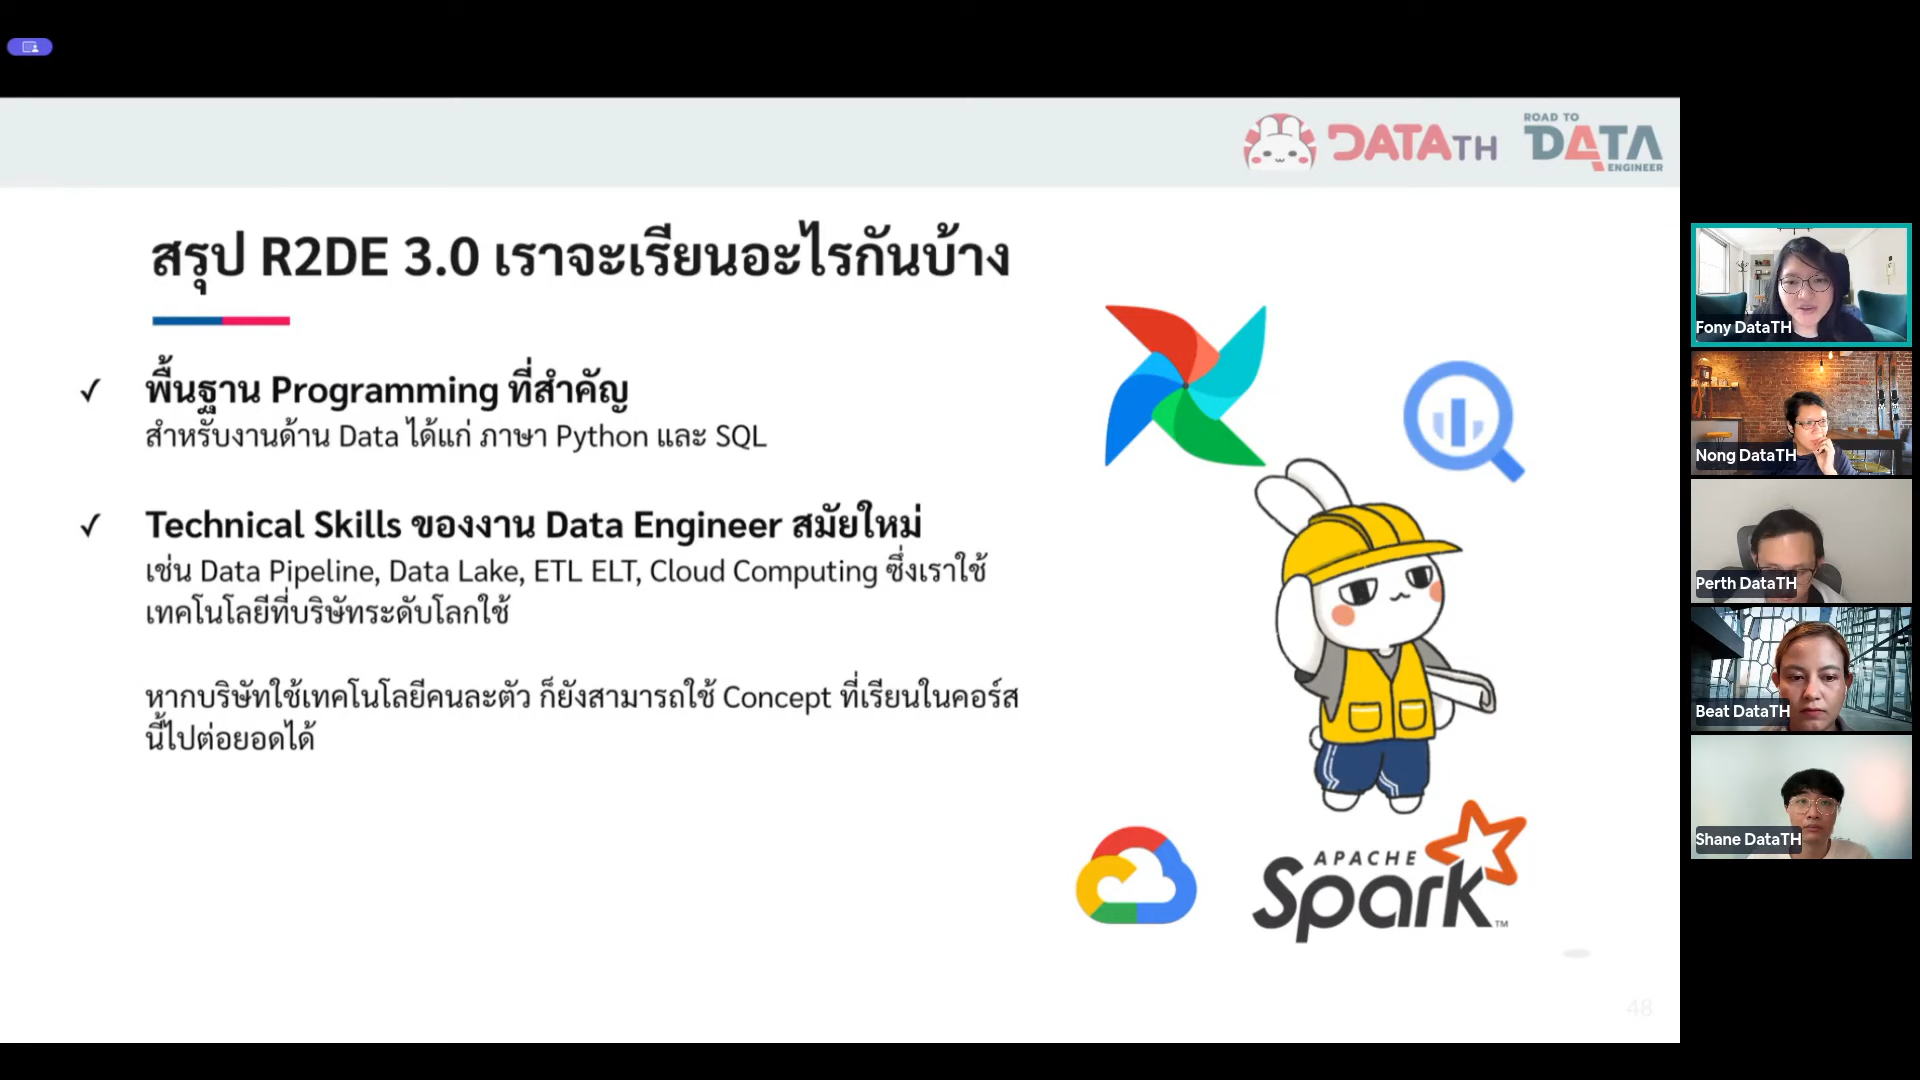 DATATH
ROAD TO
DATA
ENGINEER
สรุป R2DE 3.0 เราจะเรียนอะไรกันบ้าง
✓ พื้นฐาน Programming ที่สำคัญ
สำหรับงานด้าน Data ได้แก่ ภาษา Python และ SQL
✓ Technical Skills ของงาน Data Engineer สมัยใหม่
เช่น Data Pipeline, Data Lake, ETL ELT, Cloud Computing ซึ่งเราใช้
เทคโนโลยีที่บริษัทระดับโลกใช้
หากบริษัทใช้เทคโนโลยีคนละตัว ก็ยังสามารถใช้ Concept ที่เรียนในคอร์ส
นี้ไปต่อยอดได้
APACHE
Spark™
48
Fony DataTH
Nong DataTH
Perth DataTH
Beat DataTH
Shane DataTH